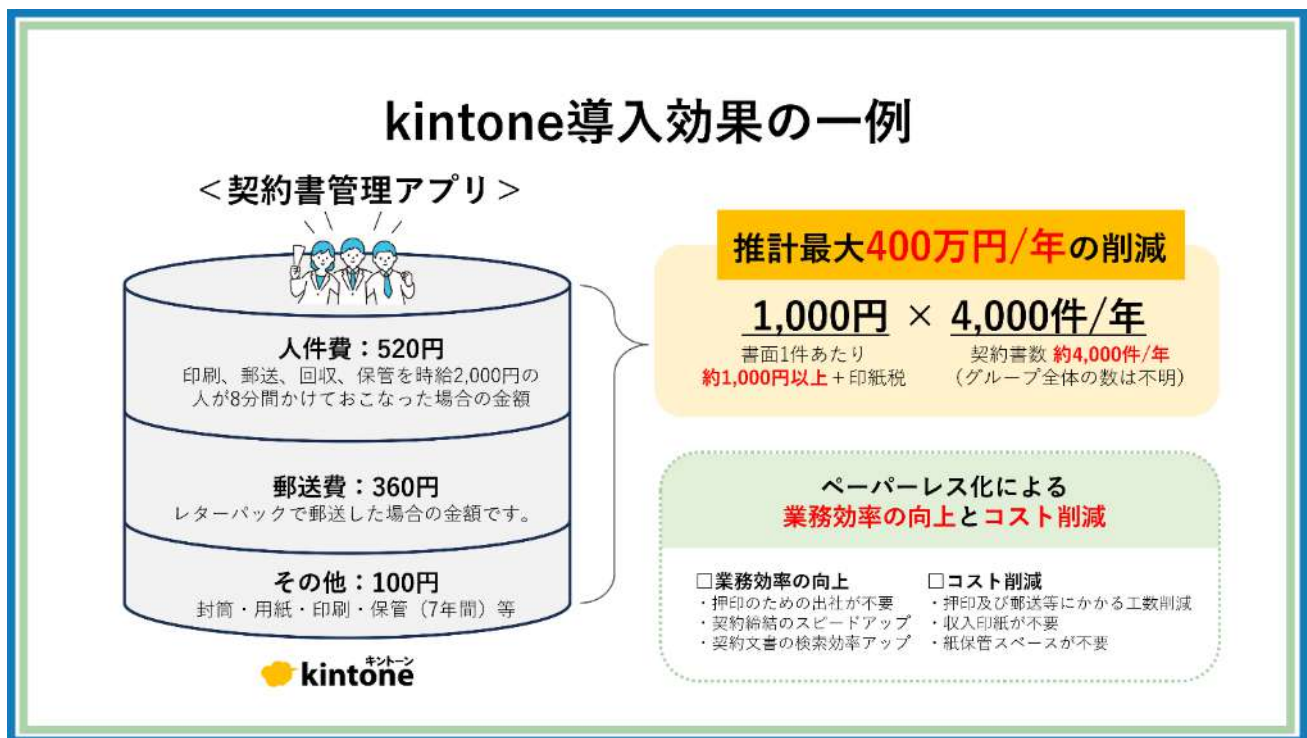 kintone導入効果の一例
＜契約書管理アプリ＞
人件費：520円
印刷、郵送、回収、保管を時給2,000円の
人が8分間かけておこなった場合の金額
郵送費：360円
レターパックで郵送した場合の金額です。
その他：100円
封筒・用紙・印刷・保管（7年間）等
キントーン
kintone
推計最大400万円/年の削減
1,000円 × 4,000件/年
書面1件あたり
約1,000円以上＋印紙税
契約書数 約4,000件/年
（グループ全体の数は不明）
ペーパーレス化による
業務効率の向上とコスト削減
□業務効率の向上
・押印のための出社が不要
・契約締結のスピードアップ
・契約文書の検索効率アップ
□コスト削減
・押印及び郵送等にかかる工数削減
・収入印紙が不要
・紙保管スペースが不要